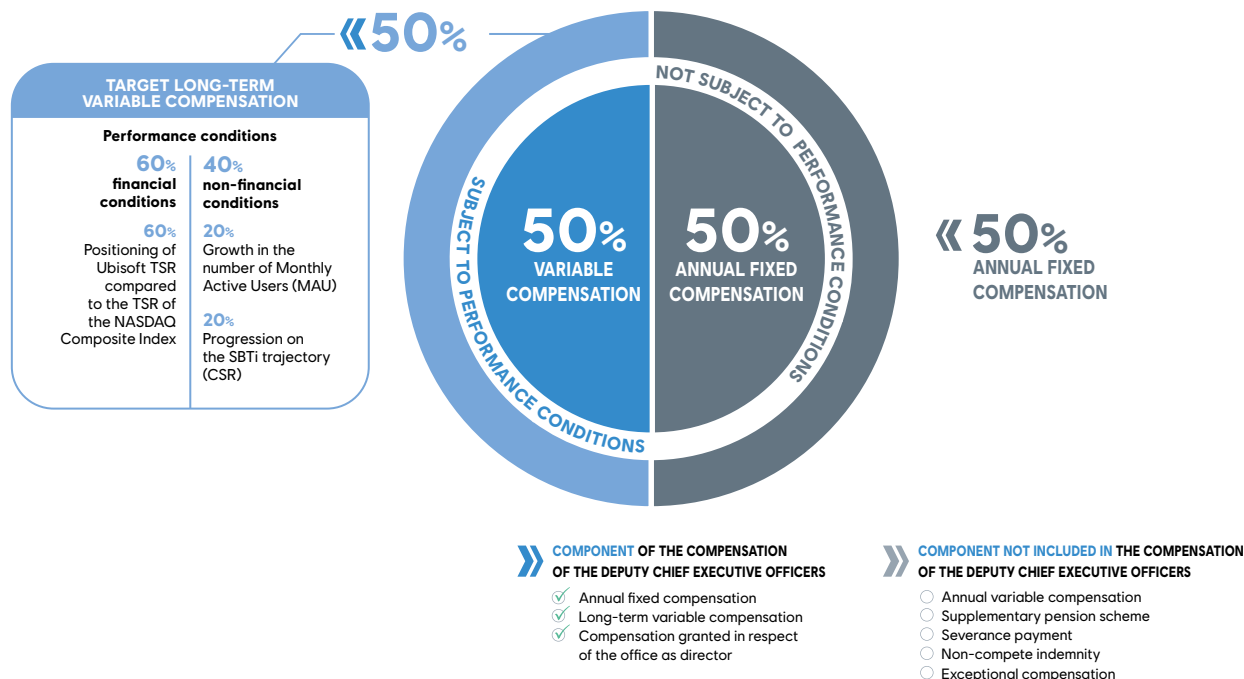 50%
TARGET LONG-TERM
VARIABLE COMPENSATION
Performance conditions
60%
financial
conditions
60%
Positioning of
Ubisoft TSR
compared
to the TSR of
the NASDAQ
Composite Index
40%
non-financial
conditions
20%
Growth in the
number of Monthly
Active Users (MAU)
20%
Progression on
the SBTi trajectory
(CSR)
SUBJECT TO PERFORMANCE CONDITIONS
50%
VARIABLE
COMPENSATION
NOT SUBJECT TO PERFORMANCE CONDITIONS
50%
ANNUAL FIXED
COMPENSATION
50%
ANNUAL FIXED
COMPENSATION
COMPONENT OF THE COMPENSATION
OF THE DEPUTY CHIEF EXECUTIVE OFFICERS
Annual fixed compensation
Long-term variable compensation
Compensation granted in respect
of the office as director
COMPONENT NOT INCLUDED IN THE COMPENSATION
OF THE DEPUTY CHIEF EXECUTIVE OFFICERS
Annual variable compensation
Supplementary pension scheme
Severance payment
Non-compete indemnity
Exceptional compensation